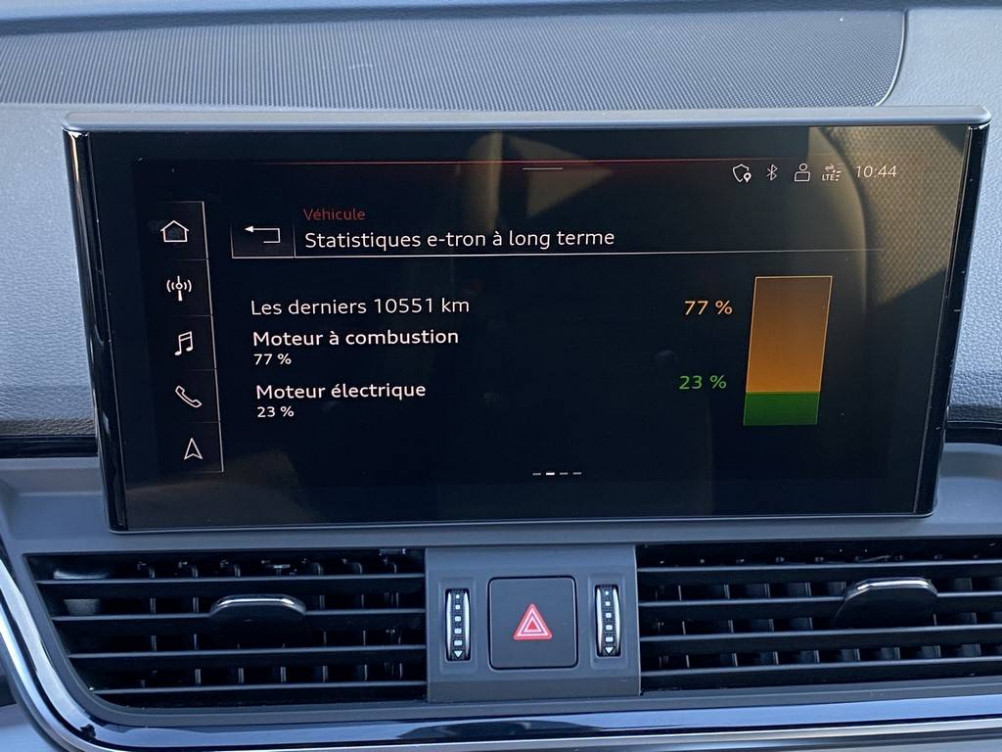 LTE 10:44
Véhicule
Statistiques e-tron à long terme
Les derniers 10551 km
77 %
Moteur à combustion
77 %
Moteur électrique
23 %
23 %